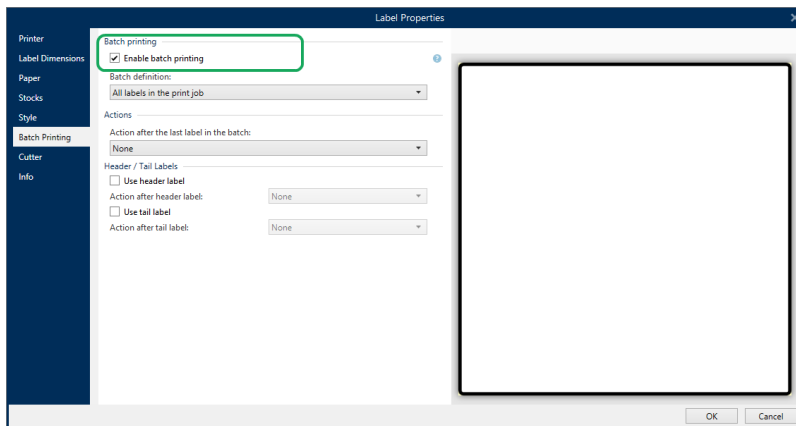 Label Properties
Printer
Label Dimensions
Paper
Stocks
Style
Batch Printing
Cutter
Info
Batch printing
Enable batch printing
Batch definition:
All labels in the print job
Actions
Action after the last label in the batch:
None
Header / Tail Labels
Use header label
Action after header label: None
Use tail label
Action after tail label: None
OK Cancel